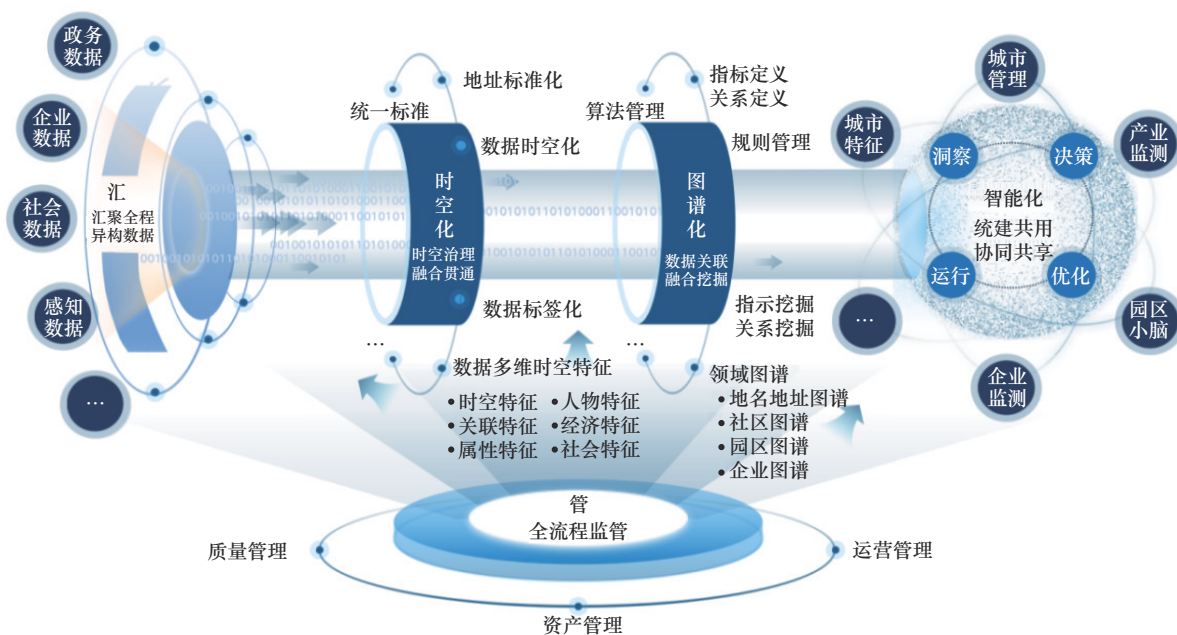 政务
数据
企业
数据
社会
数据
感知
数据
…
汇
汇聚全程
异构数据
统一标准
地址标准化
数据时空化
时空化
时空治理
融合贯通
数据标签化
…
数据多维时空特征
•时空特征
•人物特征
•关联特征
•经济特征
•属性特征
•社会特征
算法管理
指标定义
关系定义
规则管理
图谱化
数据关联
融合挖掘
指示挖掘
关系挖掘
…
领域图谱
•地名地址图谱
•社区图谱
•园区图谱
•企业图谱
城市
管理
城市
特征
产业
监测
洞察
决策
智能化
统建共用
协同共享
运行
优化
…
园区
小脑
企业
监测
管
全流程监管
质量管理
运营管理
资产管理